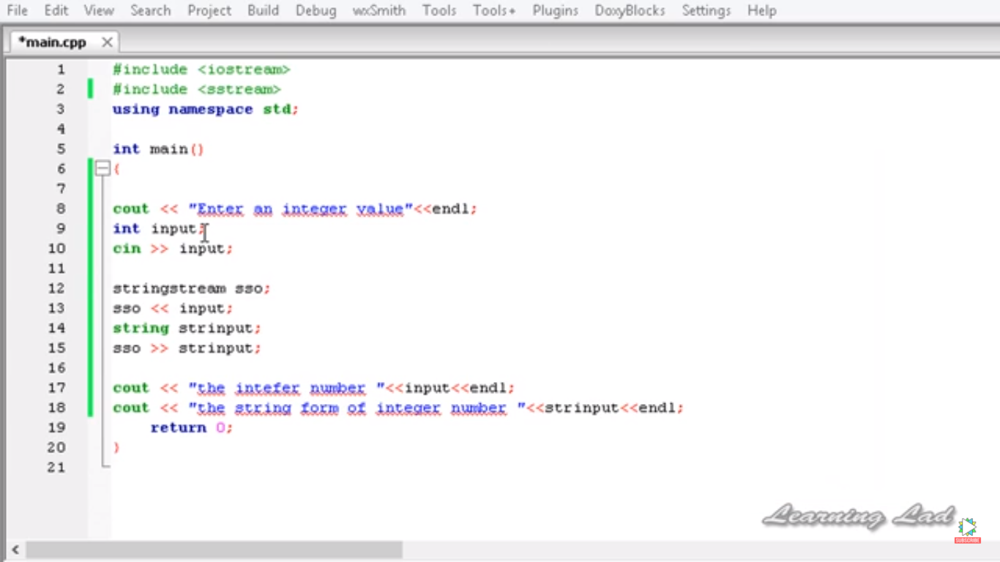 File Edit View Search Project Build Debug wxSmith Tools Tools+ Plugins DoxyBlocks Settings Help
*main.cpp
1 #include <iostream>
2 #include <sstream>
3 using namespace std;
4
5 int main()
6 {
7
8 cout << "Enter an integer value"<<endl;
9 int input;
10 cin >> input;
11
12 stringstream sso;
13 sso << input;
14 string strinput;
15 sso >> strinput;
16
17 cout << "the intefer number "<<input<<endl;
18 cout << "the string form of integer number "<<strinput<<endl;
19 return 0;
20 }
21
Learning Lad
SUBSCRIBE